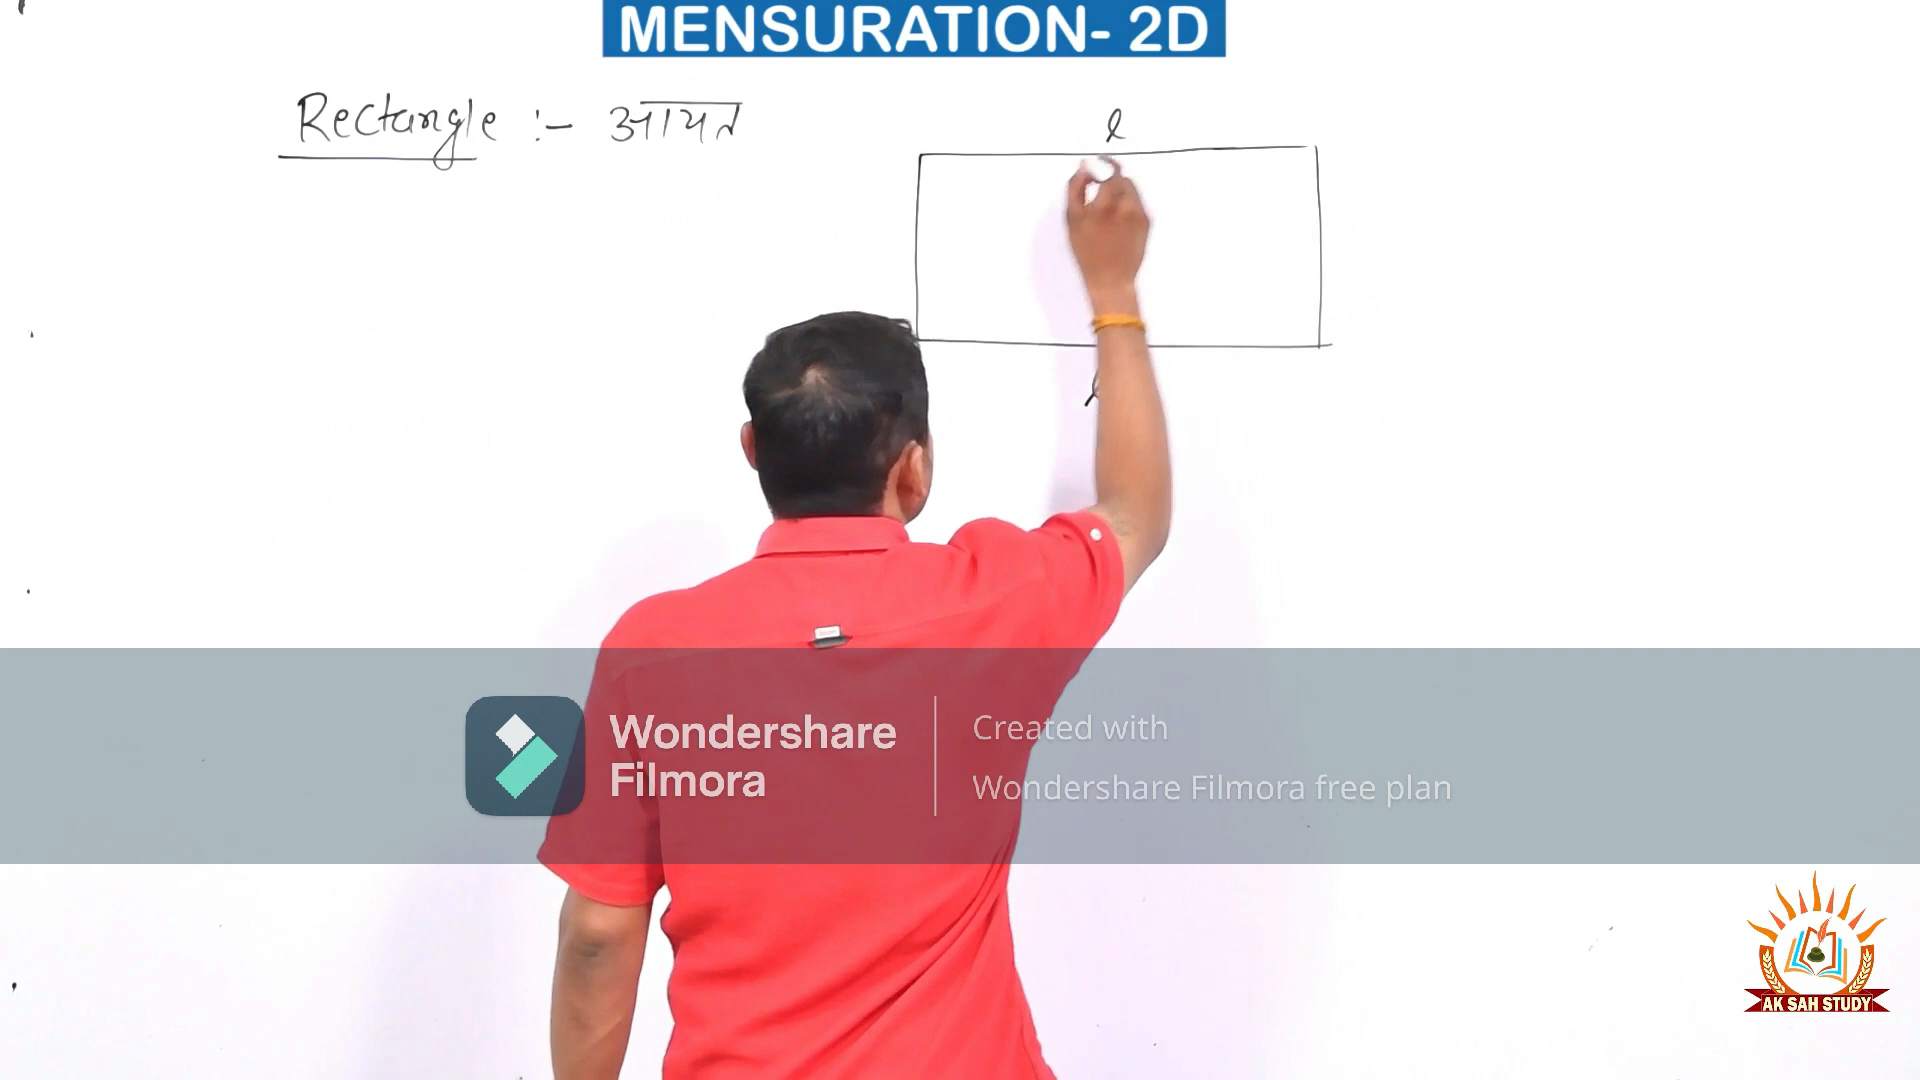 MENSURATION- 2D
Rectangle :- आयत
l
Wondershare
Filmora
Created with
Wondershare Filmora free plan
AK SAH STUDY